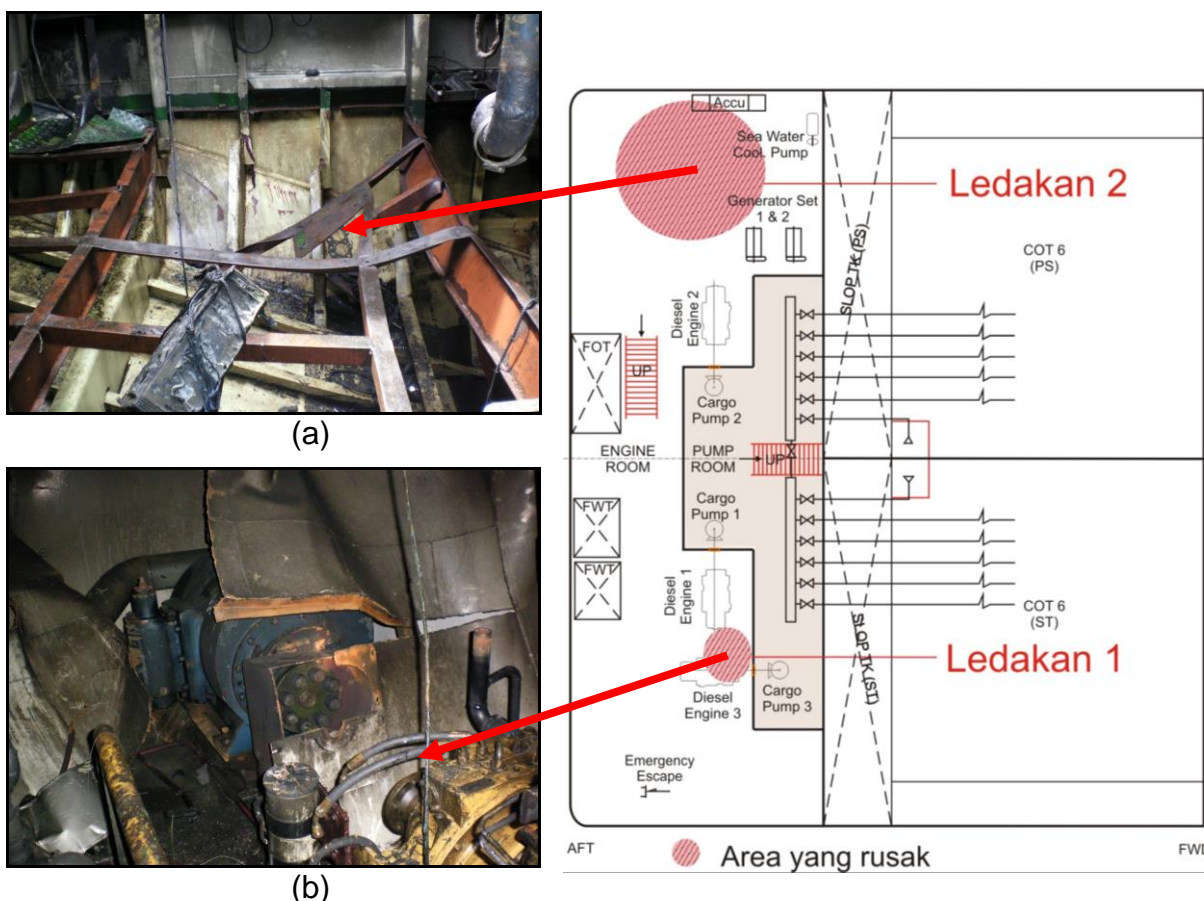 (a)
(b)
Accu
Sea Water
Cool. Pump
Ledakan 2
Generator Set
1 & 2
SLOP TK (PS)
COT 6
(PS)
Diesel
Engine 2
FOT
UP
Cargo
Pump 2
ENGINE
ROOM
PUMP
ROOM
UP
FWT
Cargo
Pump 1
FWT
Diesel
Engine 1
SLOP TK (ST)
COT 6
(ST)
Ledakan 1
Diesel
Engine 3
Cargo
Pump 3
Emergency
Escape
AFT
Area yang rusak
FWD